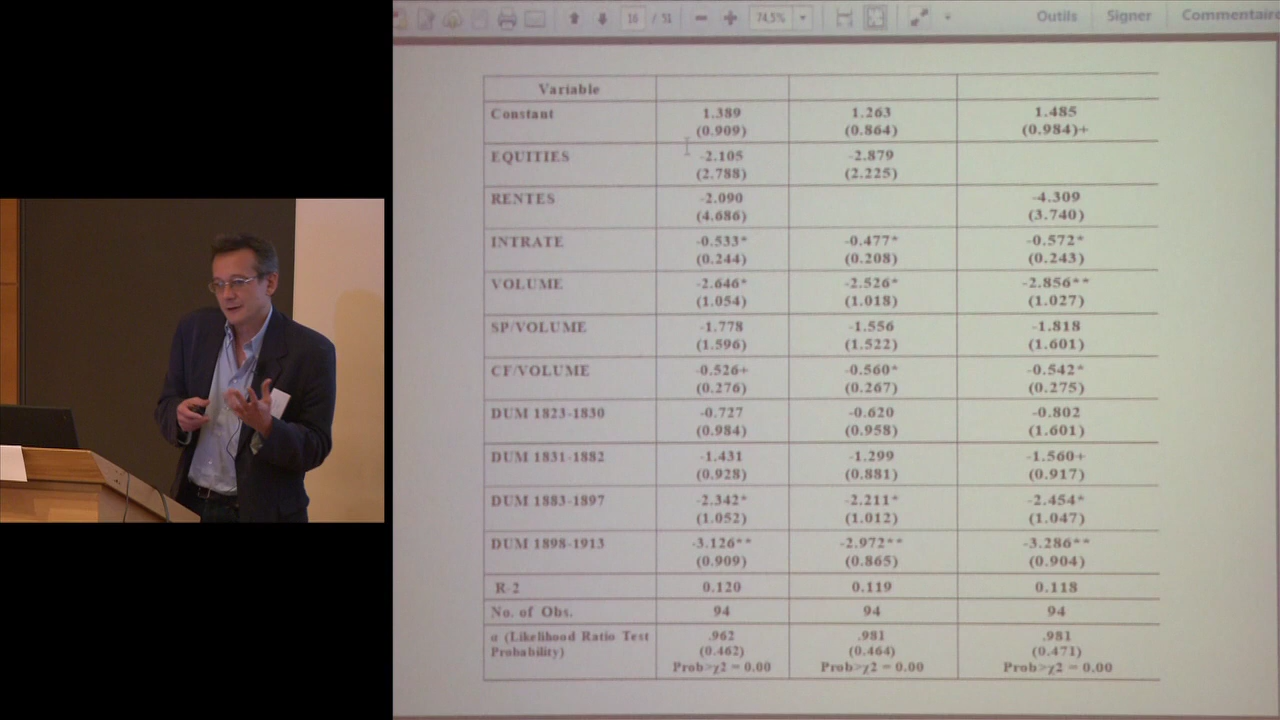 16 / 51 74,5% Outils Signer Commentaire
Variable
Constant 1.389 1.263 1.485
(0.909) (0.864) (0.984)+
EQUITIES -2.105 -2.879
(2.788) (2.225)
RENTES -2.090 -4.309
(4.686) (3.740)
INTRATE -0.533* -0.477* -0.572*
(0.244) (0.208) (0.243)
VOLUME -2.646* -2.526* -2.856**
(1.054) (1.018) (1.027)
SP/VOLUME -1.778 -1.556 -1.818
(1.596) (1.522) (1.601)
CF/VOLUME -0.526+ -0.560* -0.542*
(0.276) (0.267) (0.275)
DUM 1823-1830 -0.727 -0.620 -0.802
(0.984) (0.958) (1.601)
DUM 1831-1882 -1.431 -1.299 -1.560+
(0.928) (0.881) (0.917)
DUM 1883-1897 -2.342* -2.211* -2.454*
(1.052) (1.012) (1.047)
DUM 1898-1913 -3.126** -2.972** -3.286**
(0.909) (0.865) (0.904)
R-2 0.120 0.119 0.118
No. of Obs. 94 94 94
α (Likelihood Ratio Test .962 .981 .981
Probability) (0.462) (0.464) (0.471)
Prob>χ2 = 0.00 Prob>χ2 = 0.00 Prob>χ2 = 0.00